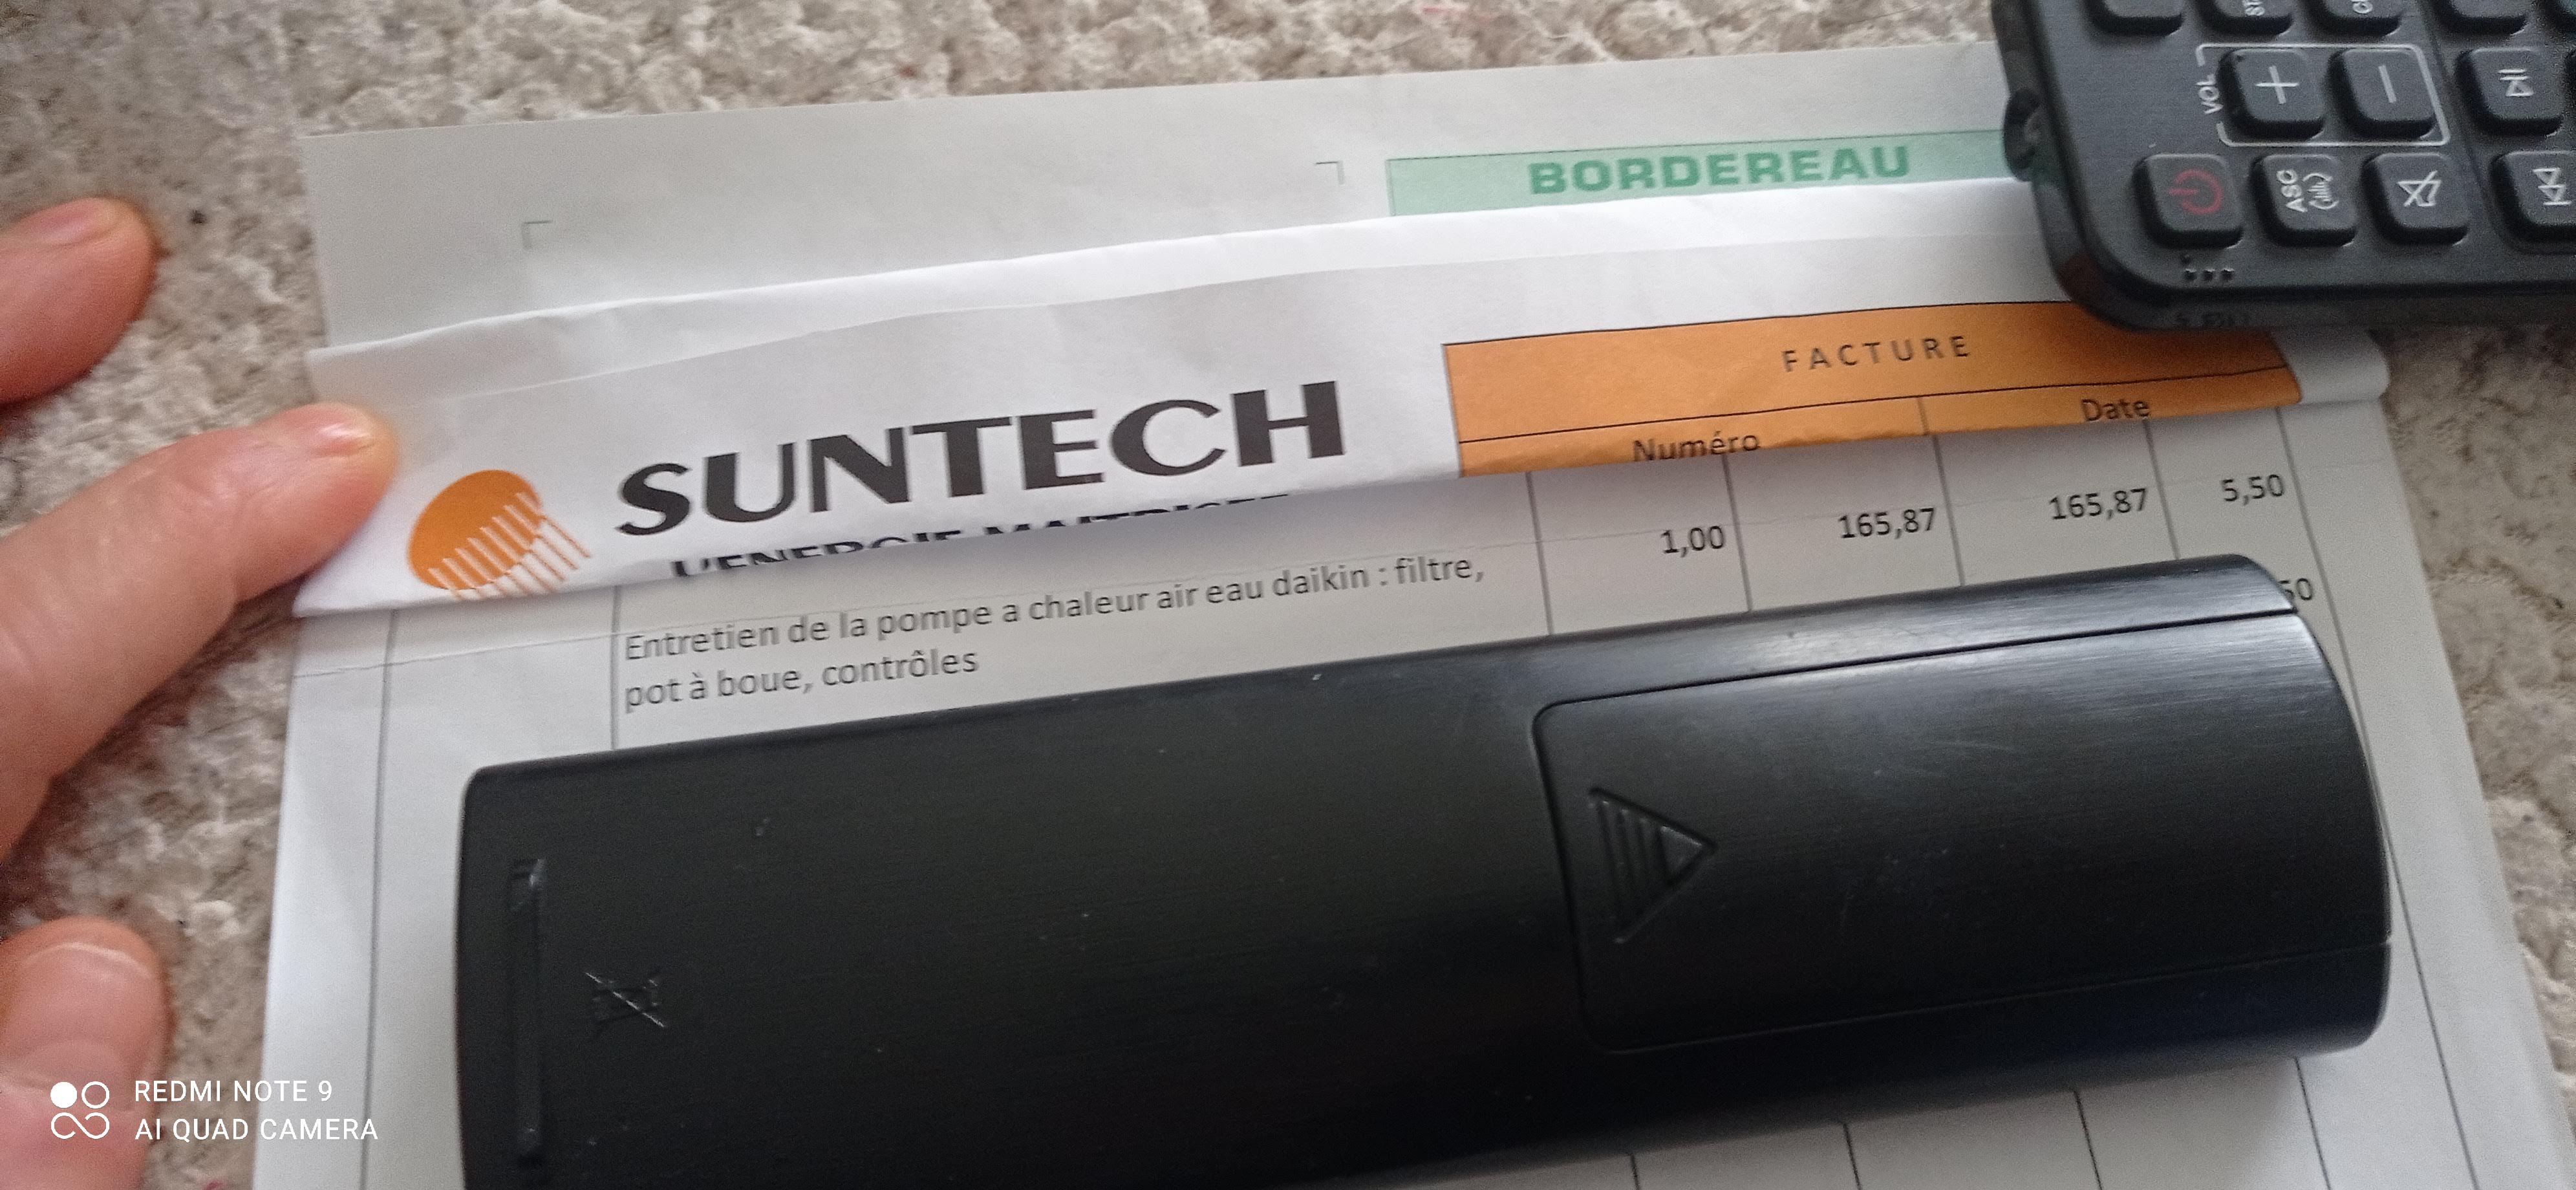 BORDEREAU
SUNTECH
FACTURE
Numéro
Date
1,00
165,87
165,87
5,50
Entretien de la pompe a chaleur air eau daikin : filtre,
pot à boue, contrôles
50
VOL
+
-
ASC
REDMI NOTE 9
AI QUAD CAMERA